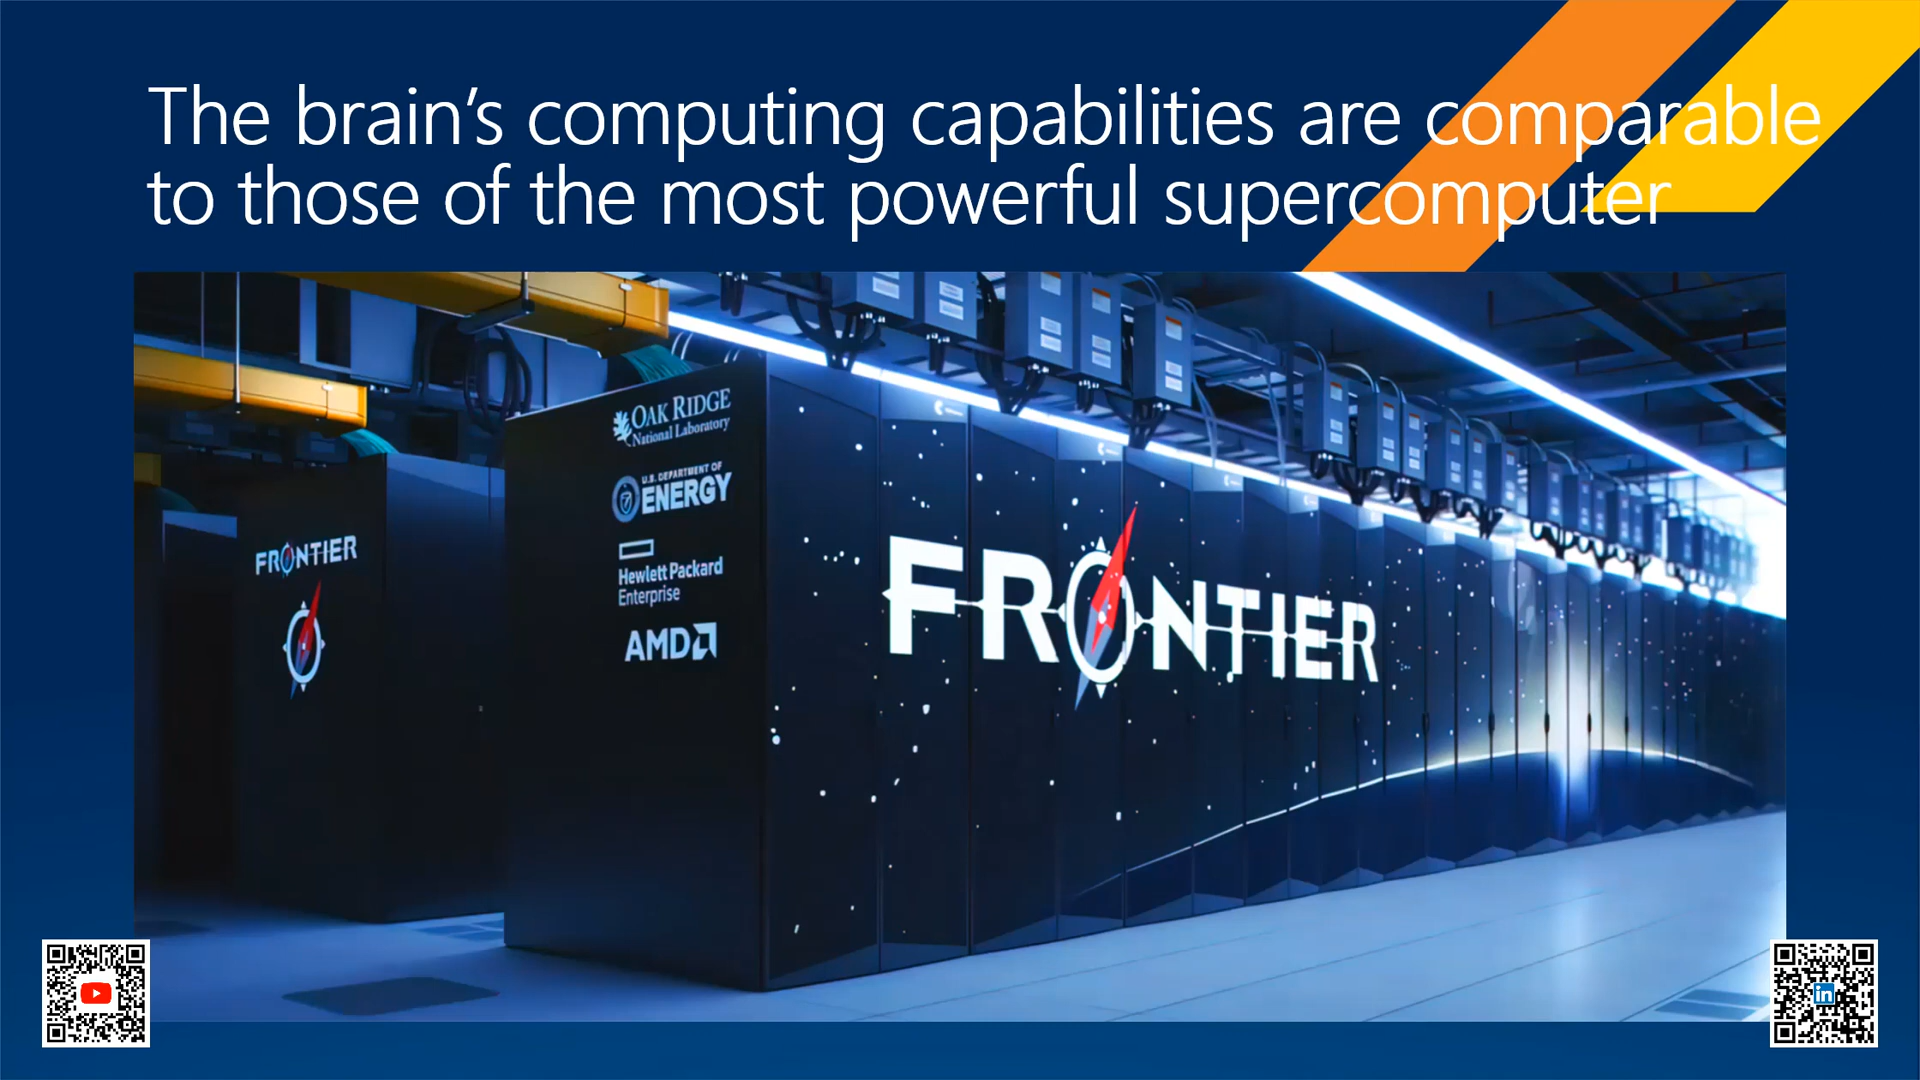 The brain’s computing capabilities are comparable
to those of the most powerful supercomputer
OAK RIDGE
National Laboratory
U.S. DEPARTMENT OF
ENERGY
Hewlett Packard
Enterprise
AMD
FRONTIER
FRONTIER
in